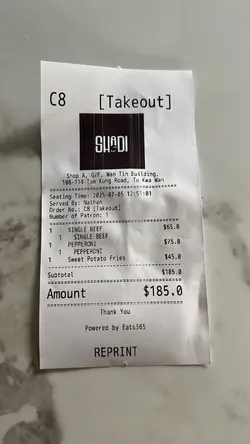 C8 [Takeout]
SHADI
Shop A, G/F, Wan Tin Building,
108-114 Tam Kung Road, To Kwa Wan
Seating Time: 2025-07-05 12:51:01
Served By: Nathan
Order No.: C8 [Takeout]
Number of Patron: 1
1 SINGLE BEEF $65.0
1 SINGLE BEEF
1 PEPPERONI $75.0
1 PEPPERONI
1 Sweet Potato Fries $45.0
Subtotal $185.0
Amount $185.0
Thank You
Powered by Eats365
REPRINT